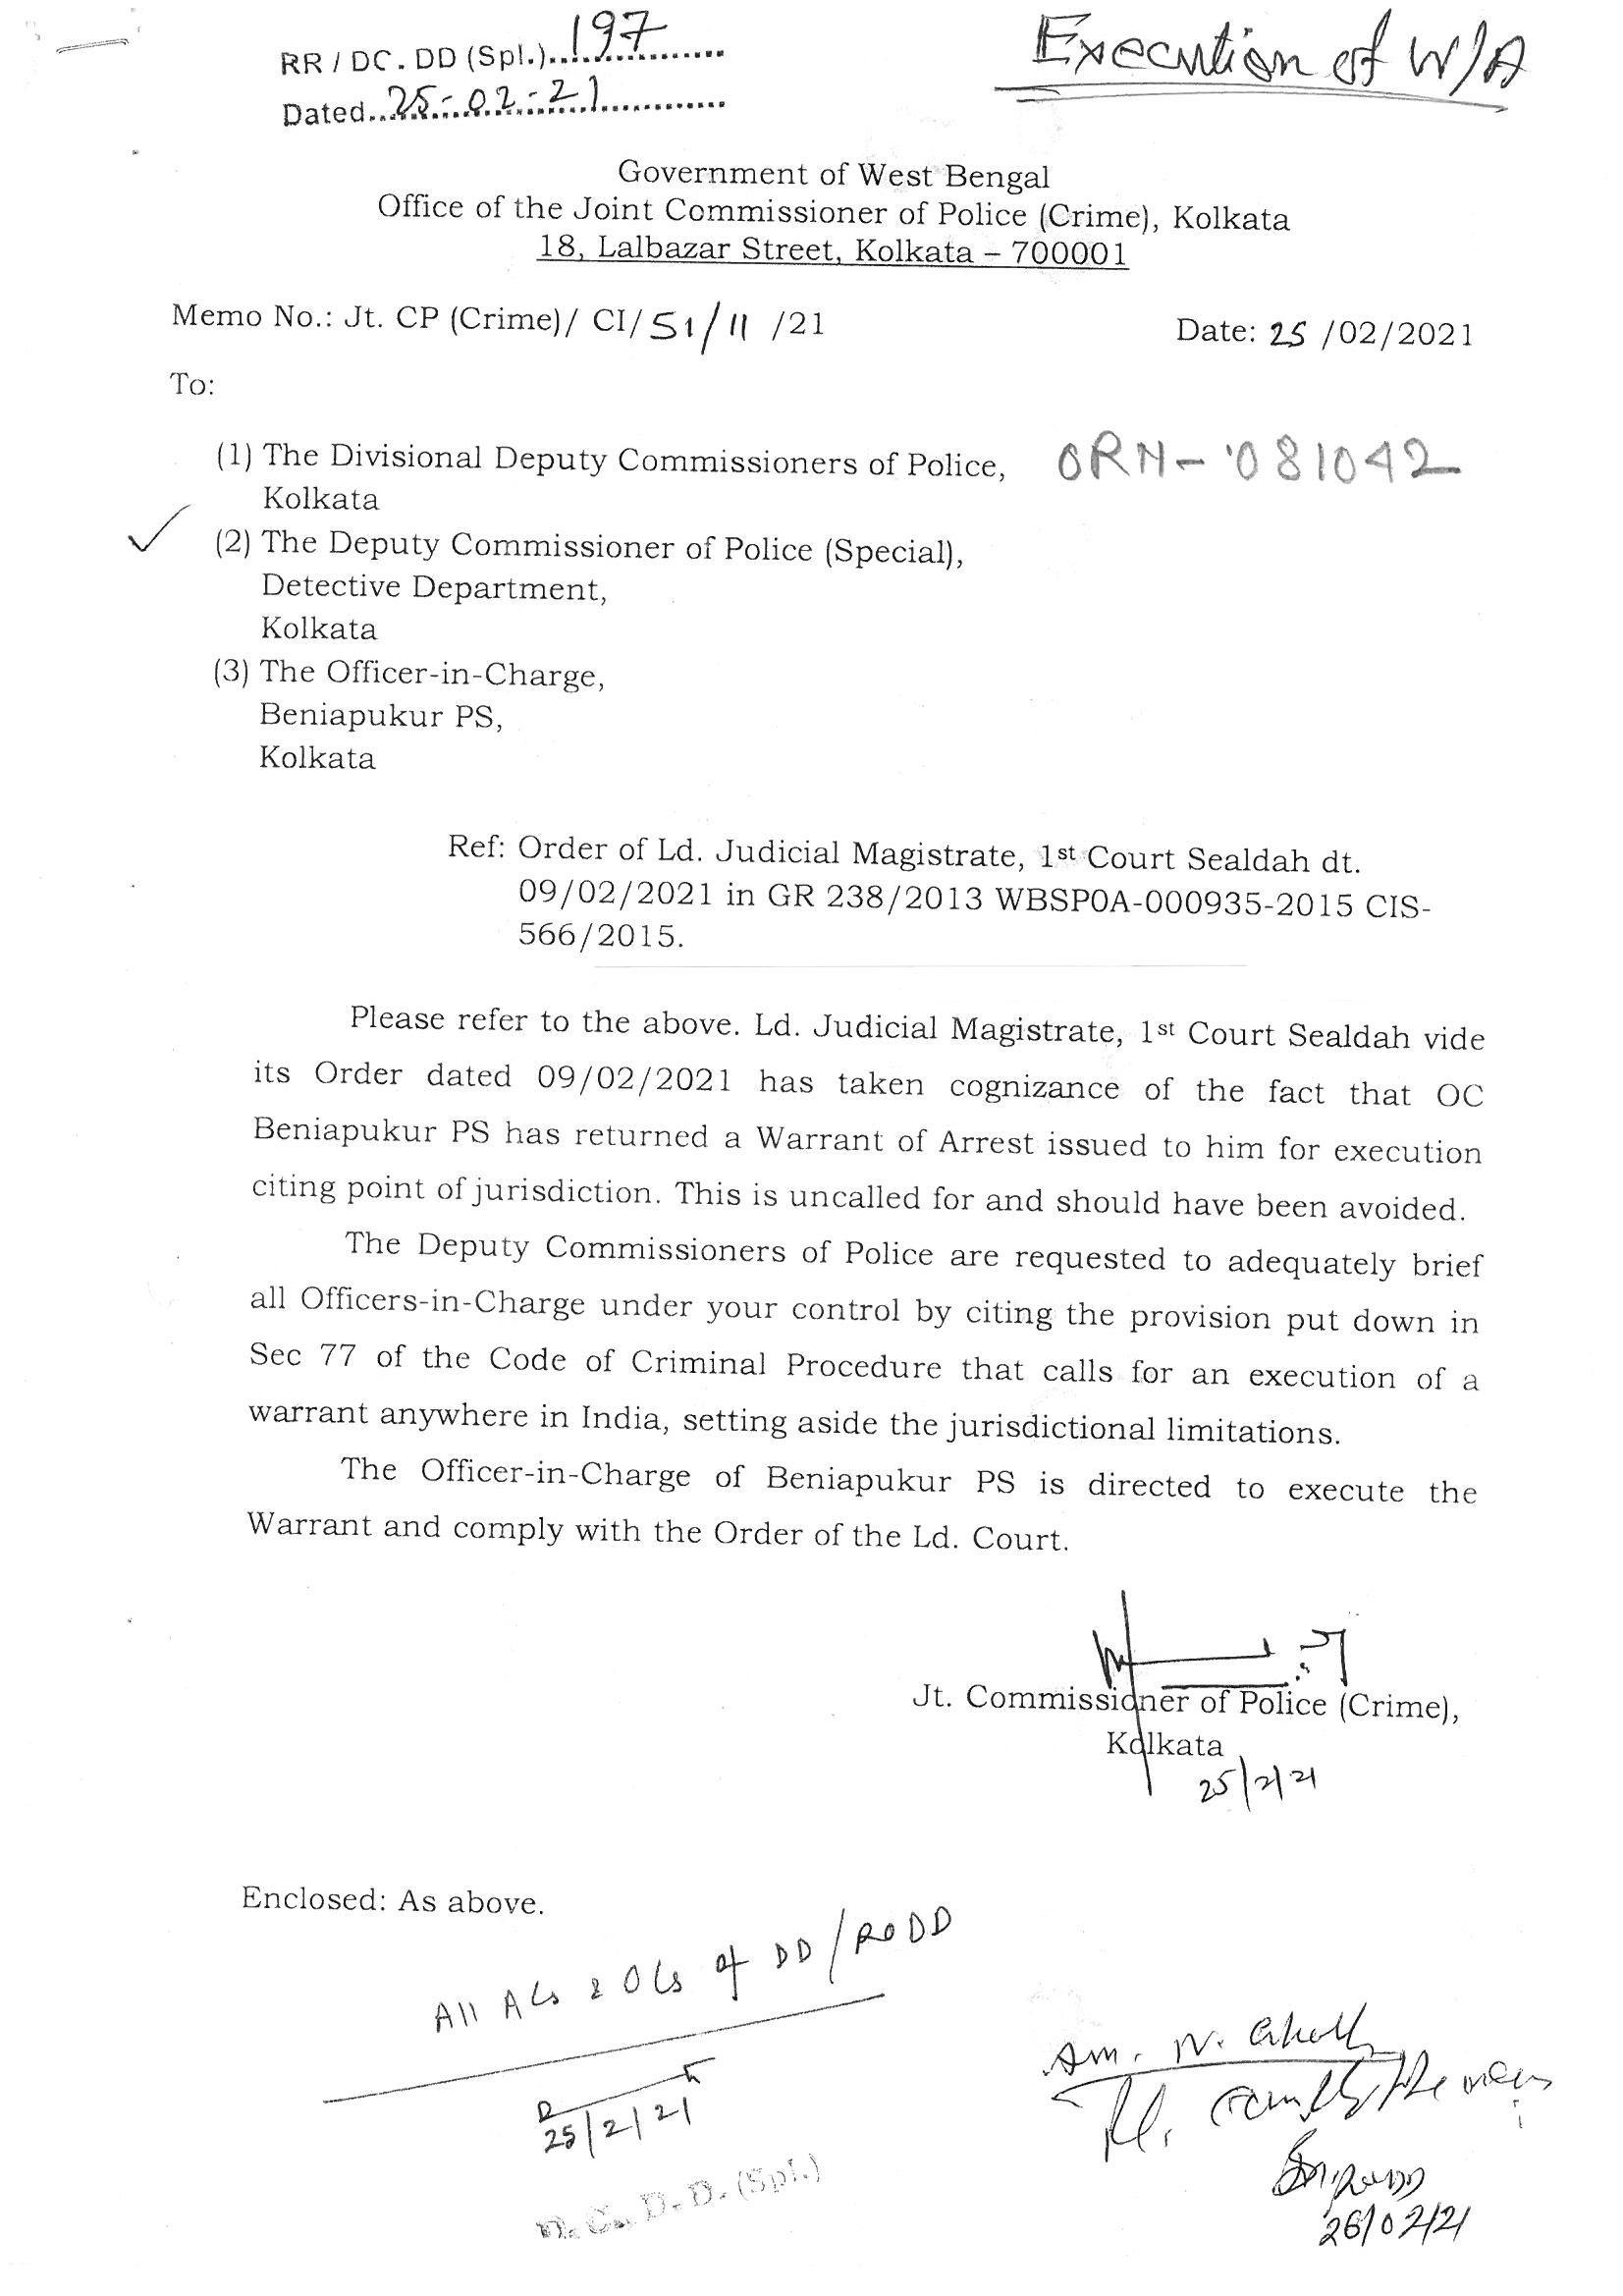 RR / DC. DD (Spl.) 197
Execution of W/A
Dated 25-02-21
Government of West Bengal
Office of the Joint Commissioner of Police (Crime), Kolkata
18, Lalbazar Street, Kolkata – 700001
Memo No.: Jt. CP (Crime)/ CI/51/11 /21
Date: 25 /02/2021
To:
(1) The Divisional Deputy Commissioners of Police,
Kolkata
ORN-081042
(2) The Deputy Commissioner of Police (Special),
Detective Department,
Kolkata
(3) The Officer-in-Charge,
Beniapukur PS,
Kolkata
Ref: Order of Ld. Judicial Magistrate, 1st Court Sealdah dt.
09/02/2021 in GR 238/2013 WBSP0A-000935-2015 CIS-
566/2015.
Please refer to the above. Ld. Judicial Magistrate, 1st Court Sealdah vide
its Order dated 09/02/2021 has taken cognizance of the fact that OC
Beniapukur PS has returned a Warrant of Arrest issued to him for execution
citing point of jurisdiction. This is uncalled for and should have been avoided.
The Deputy Commissioners of Police are requested to adequately brief
all Officers-in-Charge under your control by citing the provision put down in
Sec 77 of the Code of Criminal Procedure that calls for an execution of a
warrant anywhere in India, setting aside the jurisdictional limitations.
The Officer-in-Charge of Beniapukur PS is directed to execute the
Warrant and comply with the Order of the Ld. Court.
Jt. Commissioner of Police (Crime),
Kolkata
25/2/21
Enclosed: As above.
All ACs & OCs of DD/RODD
25/2/21
D. C., D. D. (Spl.)
26/02/21